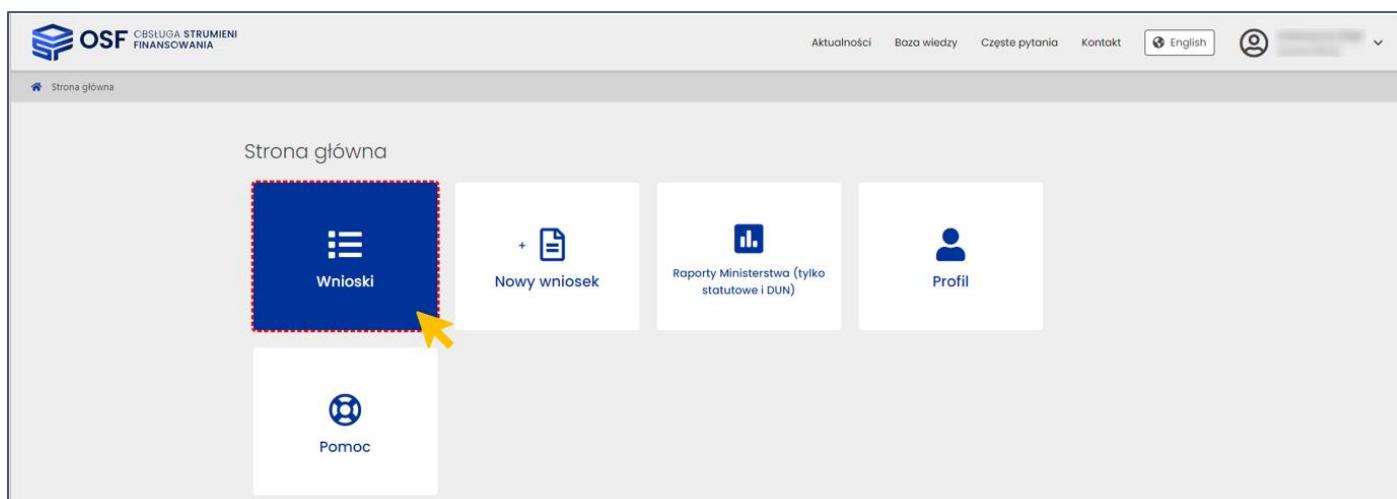 OSF OBSŁUGA STRUMIENI
FINANSOWANIA
Aktualności Baza wiedzy Częste pytania Kontakt English
Strona główna
Strona główna
Wnioski
+ Nowy wniosek
Raporty Ministerstwa (tylko
statutowe i DUN)
Profil
Pomoc